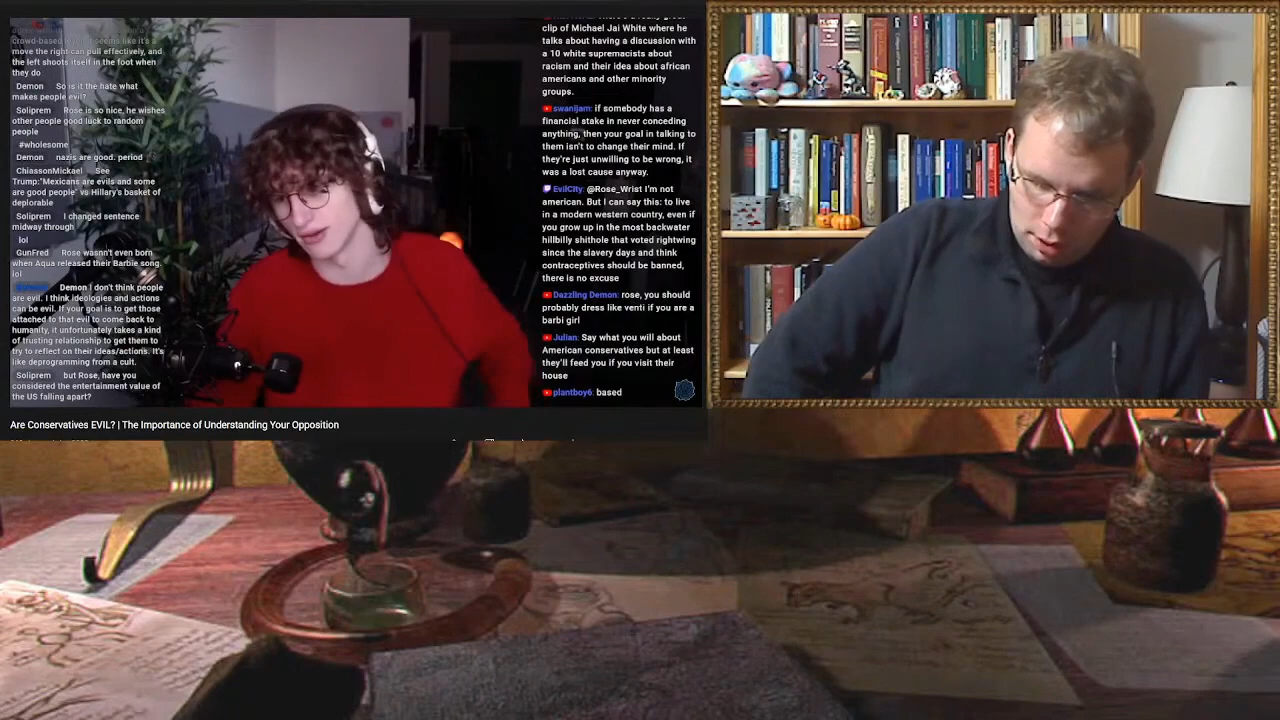 crowd-based
seems like it's
move the right can pull effectively, and
the left shoots itself in the foot when
they do
Demon So is it the hate what
makes people evil?
Soliprem Rose is so nice, he wishes
other people good luck to random
people
#wholesome
Demon nazis are good. period
ChiassonMickael See
Trump:"Mexicans are evils and some
are good people" vs Hillary's basket of
deplorable
Soliprem I changed sentence
midway through
lol
GunFred Rose wasnn't even born
when Aqua released their Barbie song.
lol
Demon I don't think people
are evil. I think ideologies and actions
can be evil. If your goal is to get those
attached to that evil to come back to
humanity, it unfortunately takes a kind
of trusting relationship to get them to
try to reflect on their ideas/actions. It's
like deprogramming from a cult.
Soliprem but Rose, have you
considered the entertainment value of
the US falling apart?
clip of Michael Jai White where he
talks about having a discussion with
a 10 white supremacists about
racism and their idea about african
americans and other minority
groups.
swanijam: if somebody has a
financial stake in never conceding
anything, then your goal in talking to
them isn't to change their mind. If
they're just unwilling to be wrong, it
was a lost cause anyway.
EvilCity: @Rose_Wrist I'm not
american. But I can say this: to live
in a modern western country, even if
you grow up in the most backwater
hillbilly shithole that voted rightwing
since the slavery days and think
contraceptives should be banned,
there is no excuse
Dazzling Demon: rose, you should
probably dress like venti if you are a
barbi girl
Julian: Say what you will about
American conservatives but at least
they'll feed you if you visit their
house
plantboy6: based
Are Conservatives EVIL? | The Importance of Understanding Your Opposition